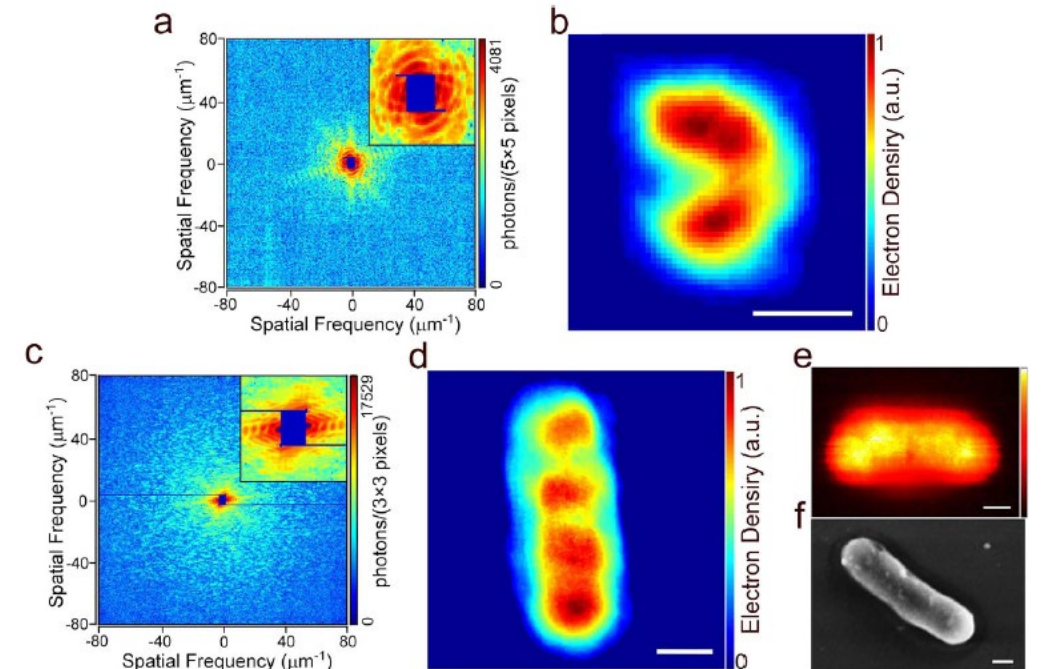 a
80
40
0
-40
-80
-80
-40
0
40
80
Spatial Frequency (μm⁻¹)
Spatial Frequency (μm⁻¹)
4081
0
photons/(5×5 pixels)
b
1
0
Electron Densiry (a.u.)
c
80
40
0
-40
-80
-80
-40
0
40
80
Spatial Frequency (μm⁻¹)
Spatial Frequency (μm⁻¹)
17529
0
photons/(3×3 pixels)
d
1
0
Electron Density (a.u.)
e
f